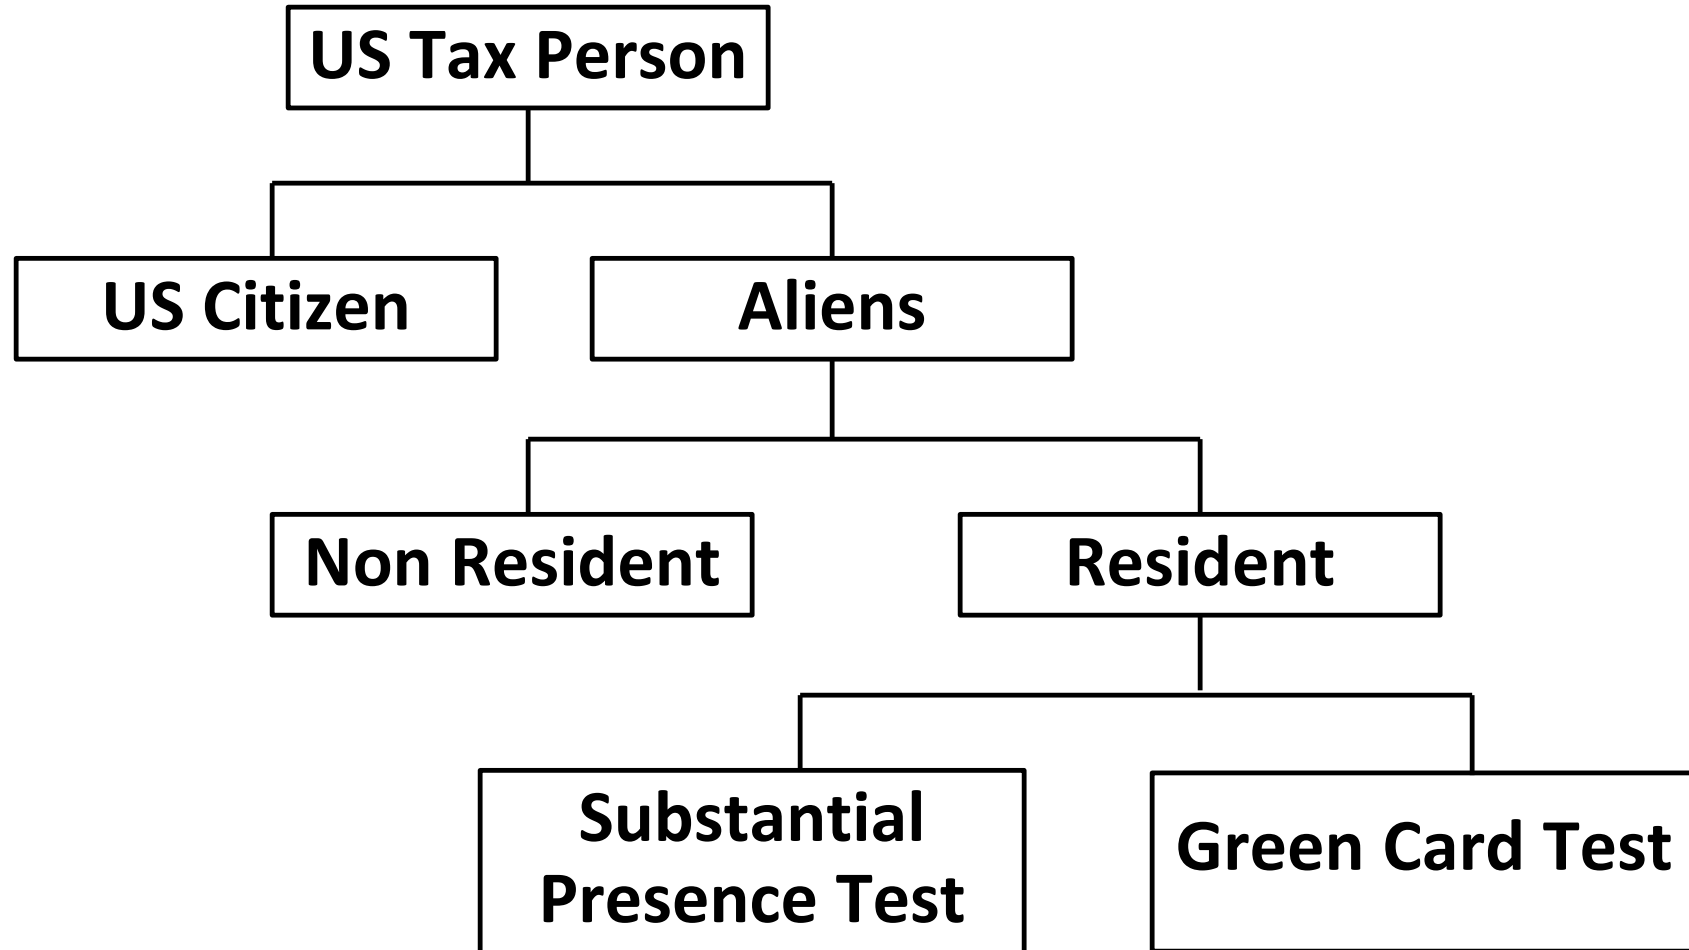 US Tax Person
US Citizen
Aliens
Non Resident
Resident
Substantial
Presence Test
Green Card Test